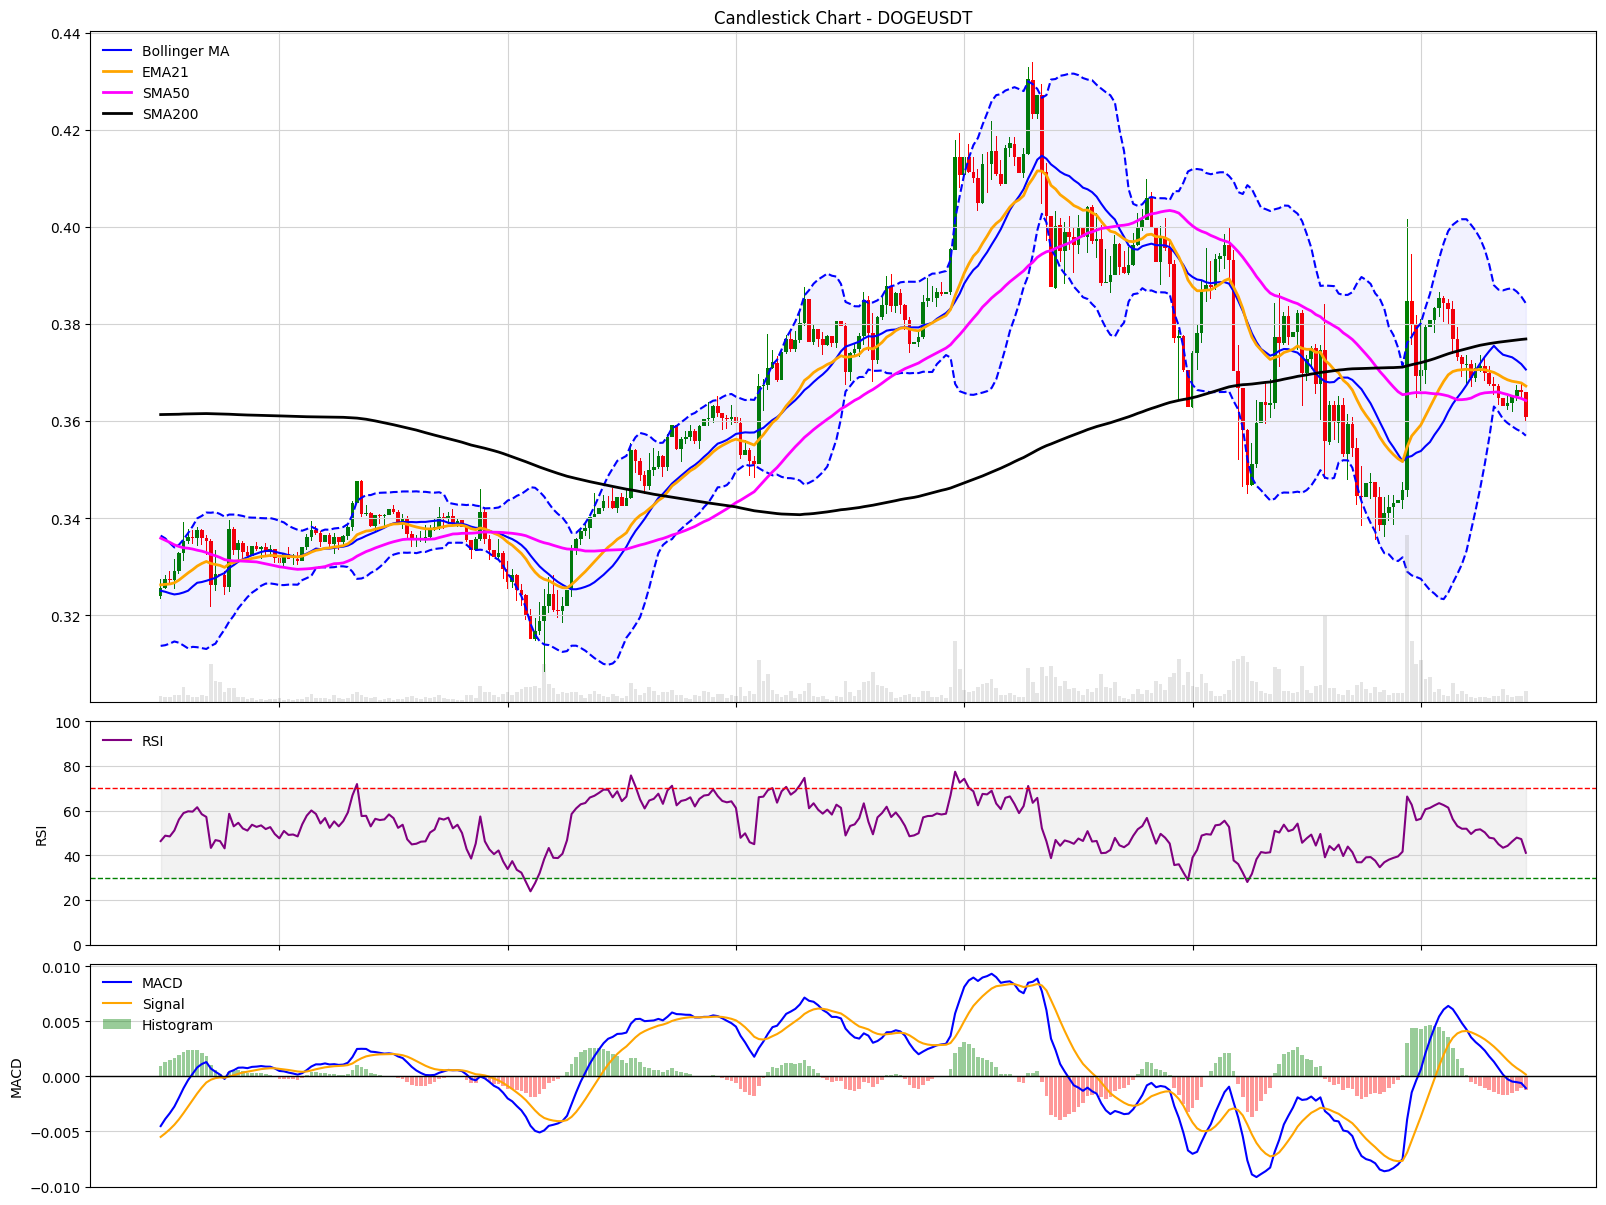 Candlestick Chart - DOGEUSDT
0.44
0.42
0.40
0.38
0.36
0.34
0.32
Bollinger MA
EMA21
SMA50
SMA200
RSI
100
80
60
40
20
0
RSI
MACD
0.010
0.005
0.000
−0.005
−0.010
MACD
Signal
Histogram